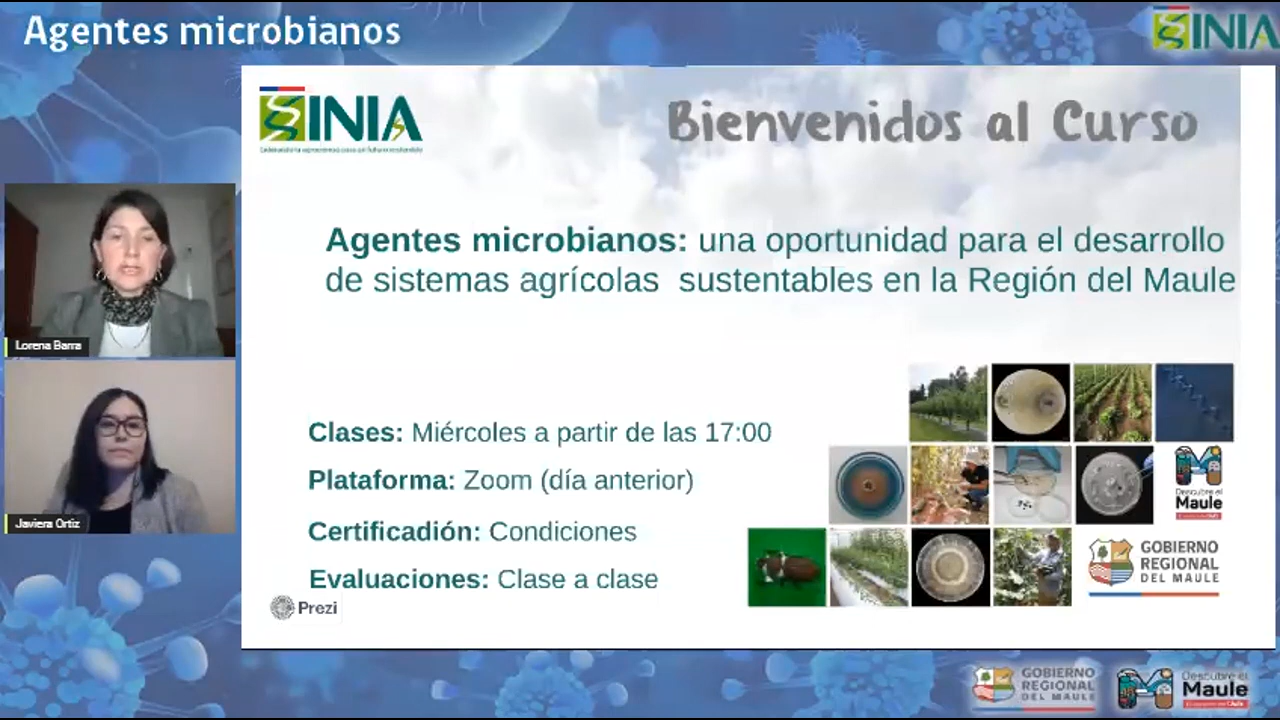 Agentes microbianos
INIA
INIA
Bienvenidos al Curso
Agentes microbianos: una oportunidad para el desarrollo
de sistemas agrícolas sustentables en la Región del Maule
Lorena Barra
Javiera Ortiz
Clases: Miércoles a partir de las 17:00
Plataforma: Zoom (día anterior)
Certificadión: Condiciones
Evaluaciones: Clase a clase
Prezi
Descubre el
Maule
GOBIERNO
REGIONAL
DEL MAULE
GOBIERNO
REGIONAL
DEL MAULE
Descubre el
Maule